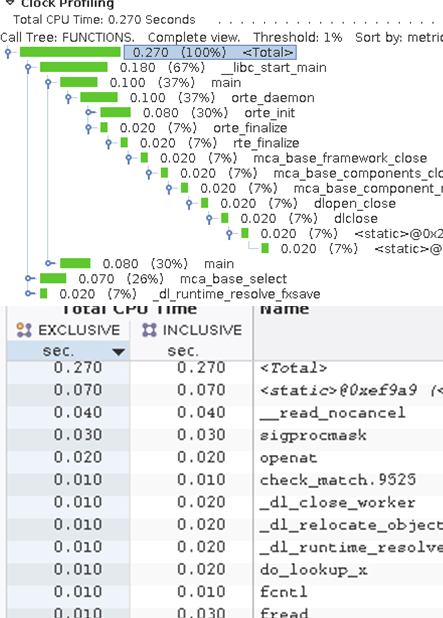 Clock Profiling
Total CPU Time: 0.270 Seconds
Call Tree: FUNCTIONS. Complete view. Threshold: 1% Sort by: metric
0.270 (100%) <Total>
0.180 (67%) __libc_start_main
0.100 (37%) main
0.100 (37%) orte_daemon
0.080 (30%) orte_init
0.020 (7%) orte_finalize
0.020 (7%) rte_finalize
0.020 (7%) mca_base_framework_close
0.020 (7%) mca_base_components_clo
0.020 (7%) mca_base_component_r
0.020 (7%) dlopen_close
0.020 (7%) dlclose
0.020 (7%) <static>@0x2
0.020 (7%) <static>@
0.080 (30%) main
0.070 (26%) mca_base_select
0.020 (7%) _dl_runtime_resolve_fxsave
Total CPU Time
EXCLUSIVE INCLUSIVE Name
sec. sec.
0.270 0.270 <Total>
0.070 0.070 <static>@0xef9a9 (<
0.040 0.040 __read_nocancel
0.030 0.030 sigprocmask
0.020 0.020 openat
0.010 0.010 check_match.9525
0.010 0.020 _dl_close_worker
0.010 0.020 _dl_relocate_object
0.010 0.020 _dl_runtime_resolve
0.010 0.020 do_lookup_x
0.010 0.010 fcntl
0.010 0.030 fread